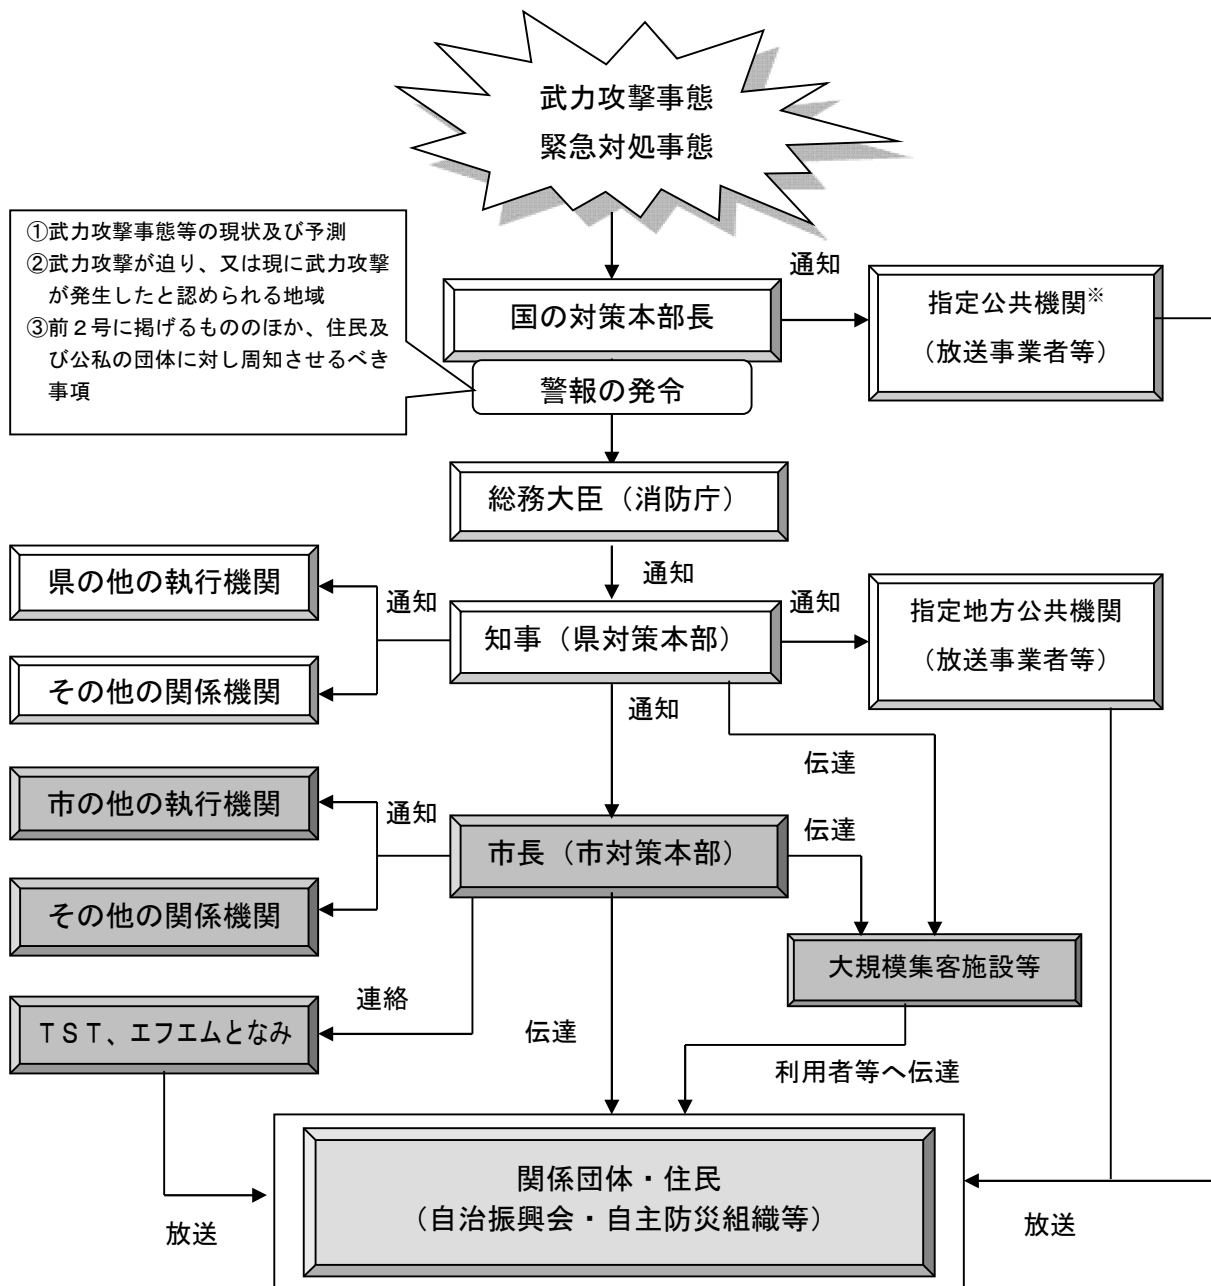 武力攻撃事態
緊急対処事態
①武力攻撃事態等の現状及び予測
②武力攻撃が迫り、又は現に武力攻撃
が発生したと認められる地域
③前２号に掲げるもののほか、住民及
び公私の団体に対し周知させるべき
事項
通知
国の対策本部長
指定公共機関※
（放送事業者等）
警報の発令
総務大臣（消防庁）
通知
県の他の執行機関
通知
知事（県対策本部）
通知
指定地方公共機関
（放送事業者等）
その他の関係機関
通知
伝達
市の他の執行機関
通知
市長（市対策本部）
伝達
その他の関係機関
大規模集客施設等
連絡
ＴＳＴ、エフエムとなみ
伝達
利用者等へ伝達
関係団体・住民
（自治振興会・自主防災組織等）
放送
放送